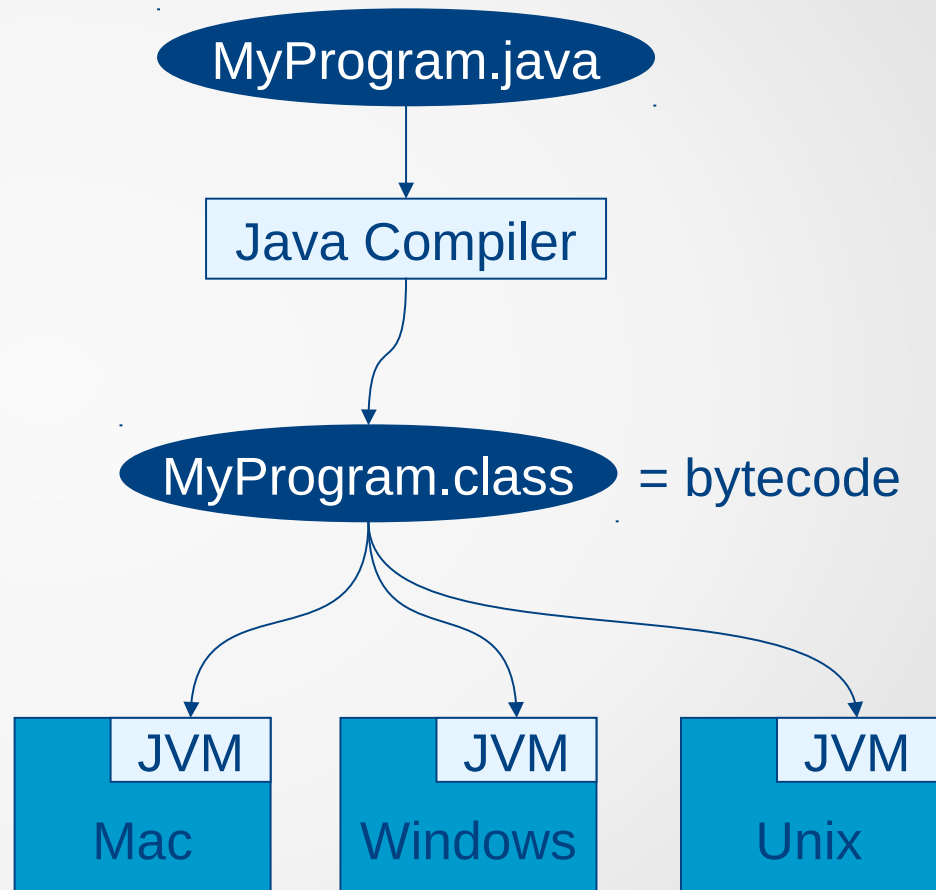 MyProgram.java
Java Compiler
MyProgram.class = bytecode
JVM JVM JVM
Mac Windows Unix